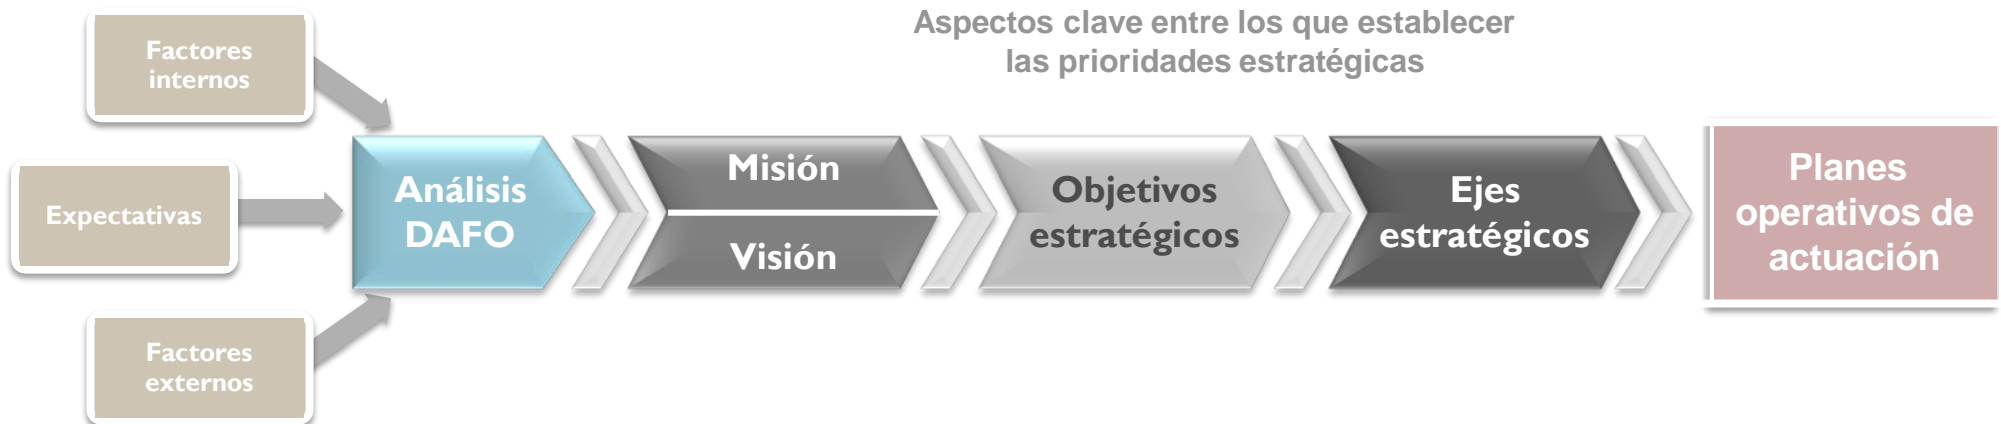 Aspectos clave entre los que establecer
las prioridades estratégicas
Factores
internos
Expectativas
Factores
externos
Análisis
DAFO
Misión
Visión
Objetivos
estratégicos
Ejes
estratégicos
Planes
operativos de
actuación